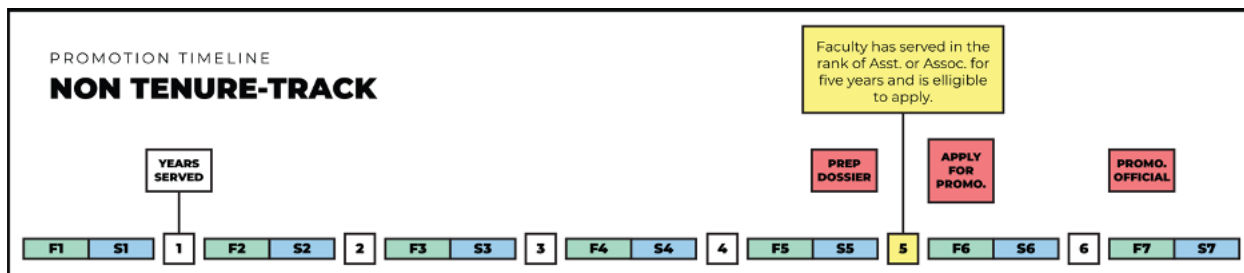 PROMOTION TIMELINE
NON TENURE-TRACK
Faculty has served in the
rank of Asst. or Assoc. for
five years and is elligible
to apply.
YEARS
SERVED
PREP
DOSSIER
APPLY
FOR
PROMO.
PROMO.
OFFICIAL
F1 S1 1 F2 S2 2 F3 S3 3 F4 S4 4 F5 S5 5 F6 S6 6 F7 S7